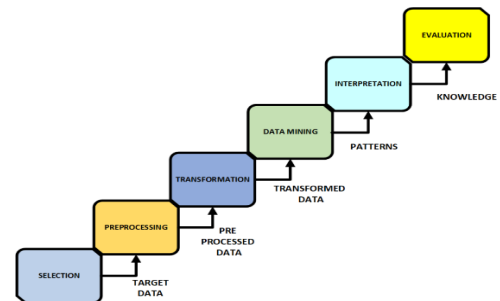 EVALUATION
INTERPRETATION
KNOWLEDGE
DATA MINING
PATTERNS
TRANSFORMATION
TRANSFORMED
DATA
PREPROCESSING
PRE
PROCESSED
DATA
SELECTION
TARGET
DATA